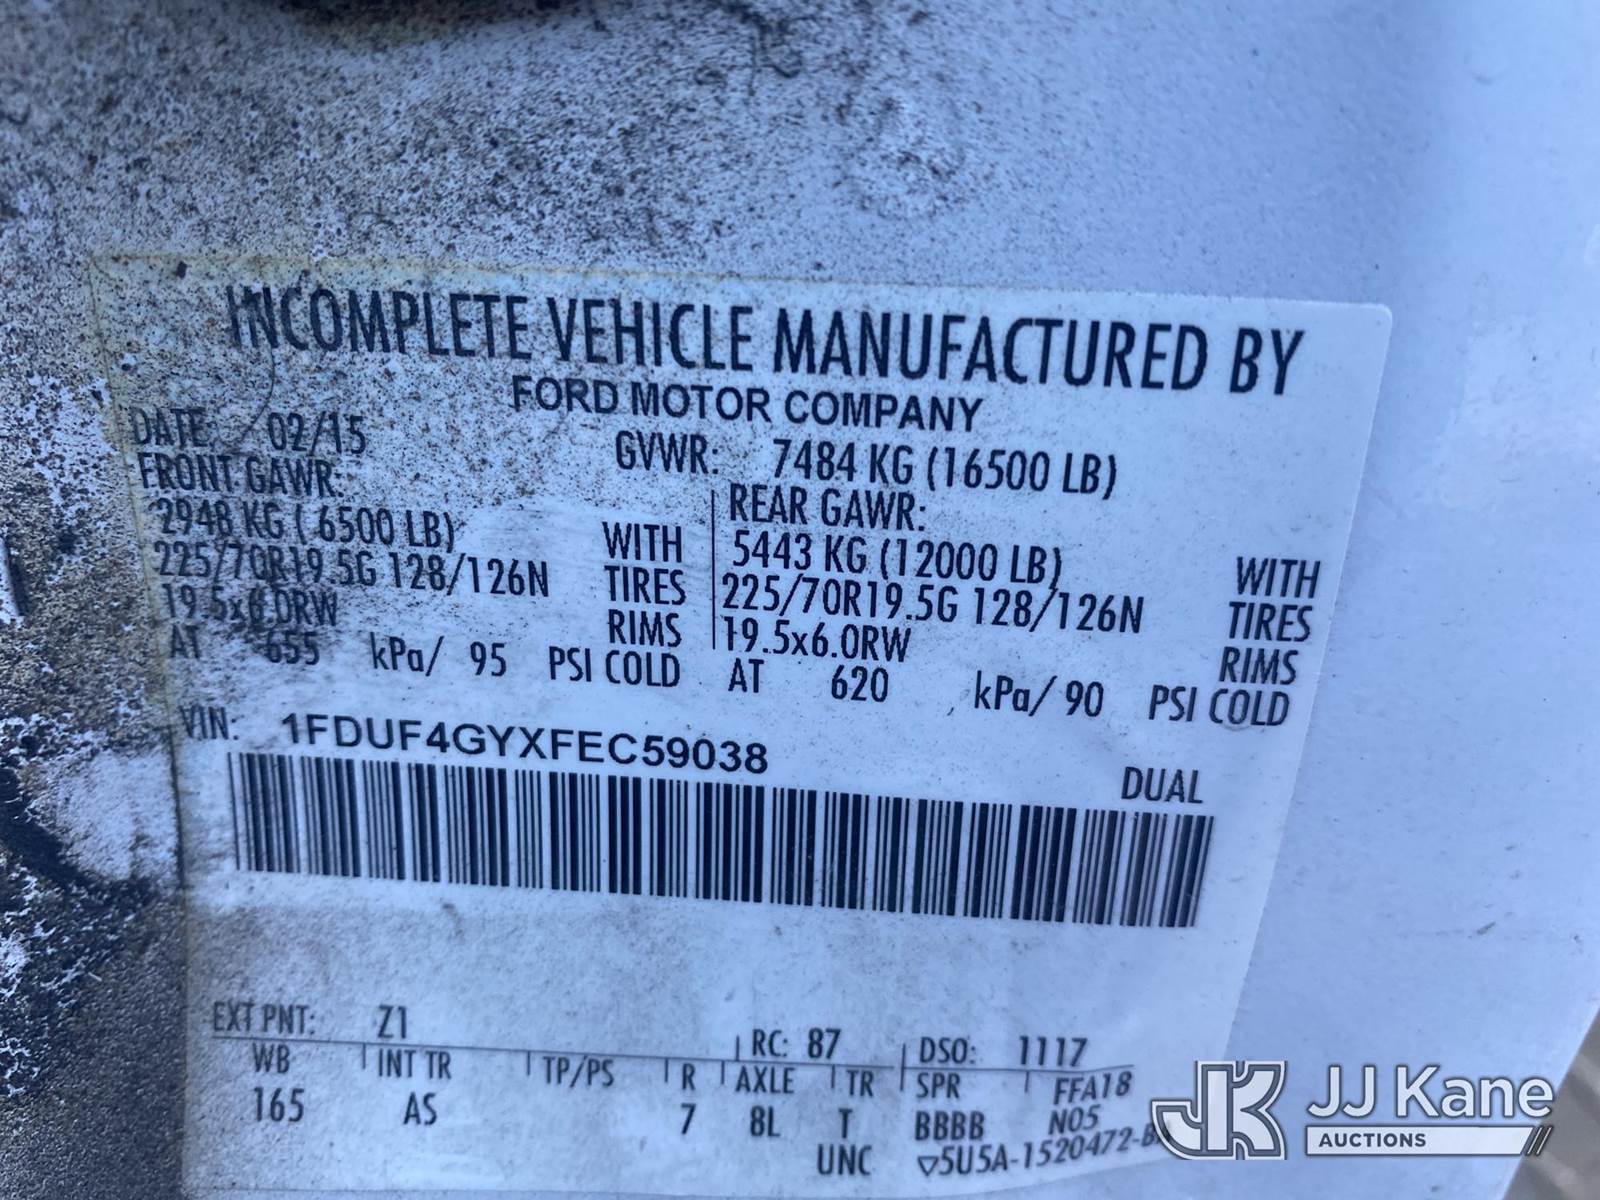 INCOMPLETE VEHICLE MANUFACTURED BY
FORD MOTOR COMPANY
DATE: 02/15 GVWR: 7484 KG (16500 LB)
FRONT GAWR: REAR GAWR:
2948 KG ( 6500 LB) WITH 5443 KG (12000 LB) WITH
225/70R19.5G 128/126N TIRES 225/70R19.5G 128/126N TIRES
19.5x6.0RW RIMS 19.5x6.0RW RIMS
AT 655 kPa/ 95 PSI COLD AT 620 kPa/ 90 PSI COLD
VIN: 1FDUF4GYXFEC59038
DUAL
EXT PNT: Z1 RC: 87 DSO: 1117
WB INT TR TP/PS R AXLE TR SPR FFA18
165 AS 7 8L T BBBB N05
UNC ▽5U5A-1520472-B
JK JJ Kane
AUCTIONS